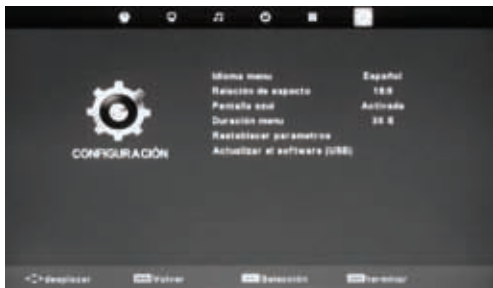 CONFIGURACIÓN
Idioma menu Español
Relación de aspecto 16:9
Pantalla azul Activado
Duración menu
Restablecer parametros
Actualizar el software (USB)
desplazar Volver Selección terminar